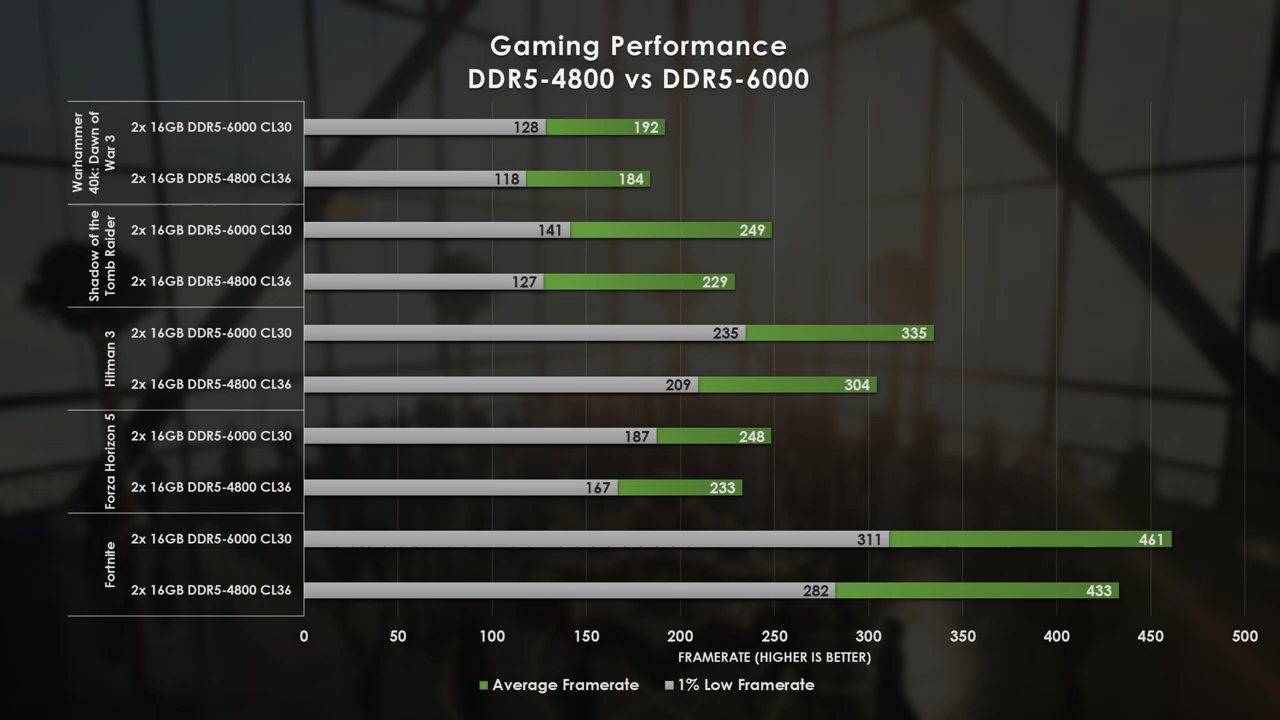 Gaming Performance
DDR5-4800 vs DDR5-6000
Warhammer
40k: Dawn of
War 3
2x 16GB DDR5-6000 CL30
128
192
2x 16GB DDR5-4800 CL36
118
184
Shadow of the
Tomb Raider
2x 16GB DDR5-6000 CL30
141
249
2x 16GB DDR5-4800 CL36
127
229
Hitman 3
2x 16GB DDR5-6000 CL30
235
335
2x 16GB DDR5-4800 CL36
209
304
Forza Horizon 5
2x 16GB DDR5-6000 CL30
187
248
2x 16GB DDR5-4800 CL36
167
233
Fortnite
2x 16GB DDR5-6000 CL30
311
461
2x 16GB DDR5-4800 CL36
282
433
0 50 100 150 200 250 300 350 400 450 500
FRAMERATE (HIGHER IS BETTER)
Average Framerate 1% Low Framerate